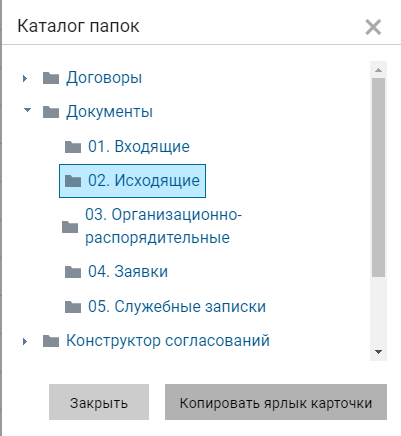 Каталог папок
Договоры
Документы
01. Входящие
02. Исходящие
03. Организационно-
распорядительные
04. Заявки
05. Служебные записки
Конструктор согласований
Закрыть
Копировать ярлык карточки